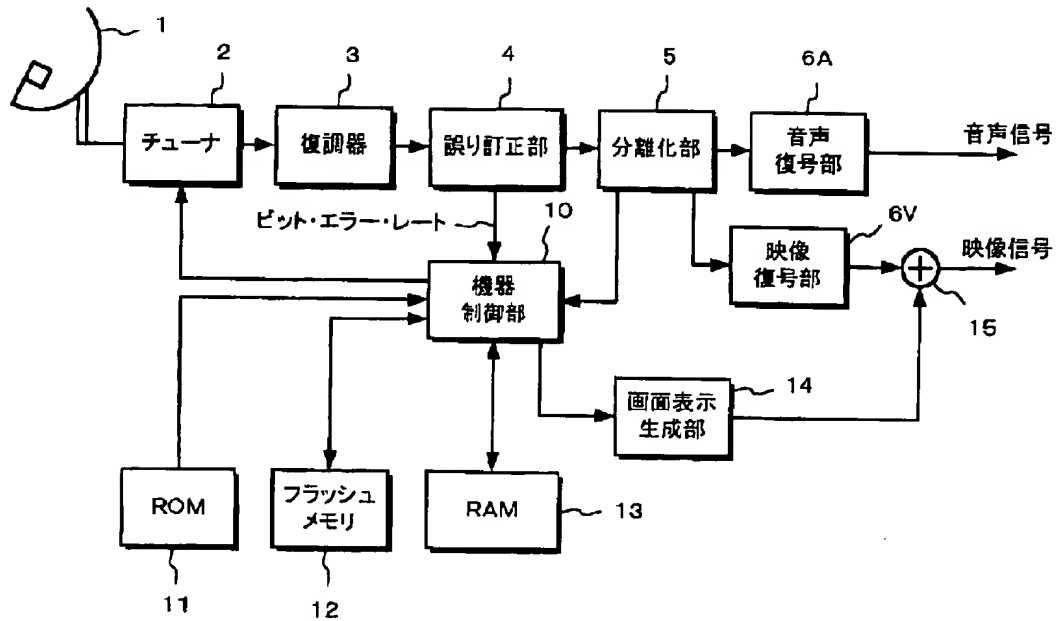 1
2
3
4
5
6A
チューナ
復調器
誤り訂正部
分離化部
音声
復号部
音声信号
ビット・エラー・レート
10
6V
機器
制御部
映像
復号部
映像信号
15
14
画面表示
生成部
ROM
フラッシュ
メモリ
RAM
13
11
12